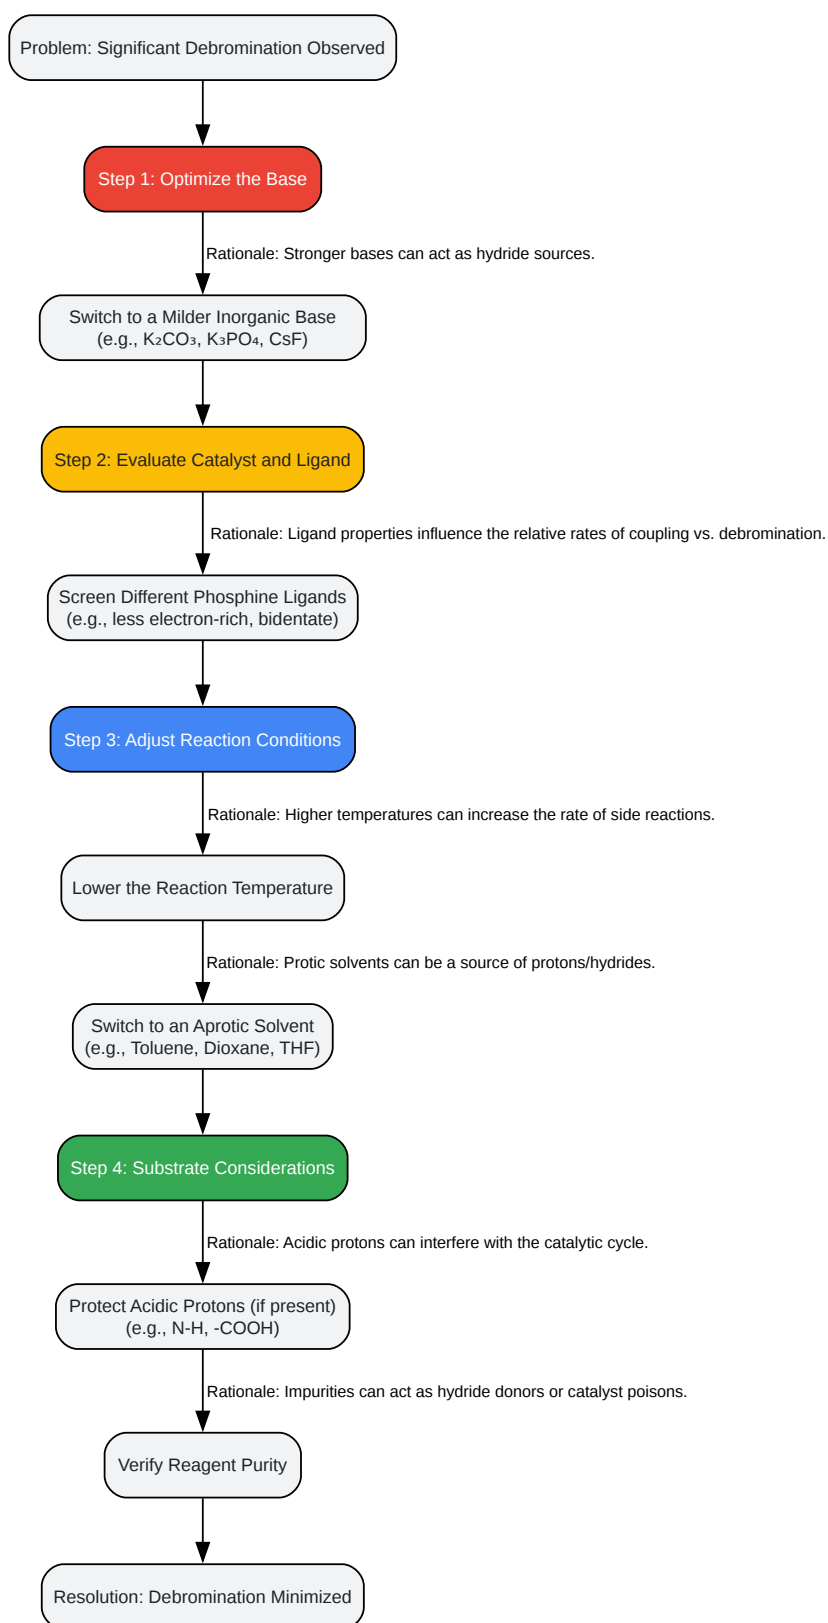 Problem: Significant Debromination Observed
Step 1: Optimize the Base
Rationale: Stronger bases can act as hydride sources.
Switch to a Milder Inorganic Base
(e.g., K₂CO₃, K₃PO₄, CsF)
Step 2: Evaluate Catalyst and Ligand
Rationale: Ligand properties influence the relative rates of coupling vs. debromination.
Screen Different Phosphine Ligands
(e.g., less electron-rich, bidentate)
Step 3: Adjust Reaction Conditions
Rationale: Higher temperatures can increase the rate of side reactions.
Lower the Reaction Temperature
Rationale: Protic solvents can be a source of protons/hydrides.
Switch to an Aprotic Solvent
(e.g., Toluene, Dioxane, THF)
Step 4: Substrate Considerations
Rationale: Acidic protons can interfere with the catalytic cycle.
Protect Acidic Protons (if present)
(e.g., N-H, -COOH)
Rationale: Impurities can act as hydride donors or catalyst poisons.
Verify Reagent Purity
Resolution: Debromination Minimized